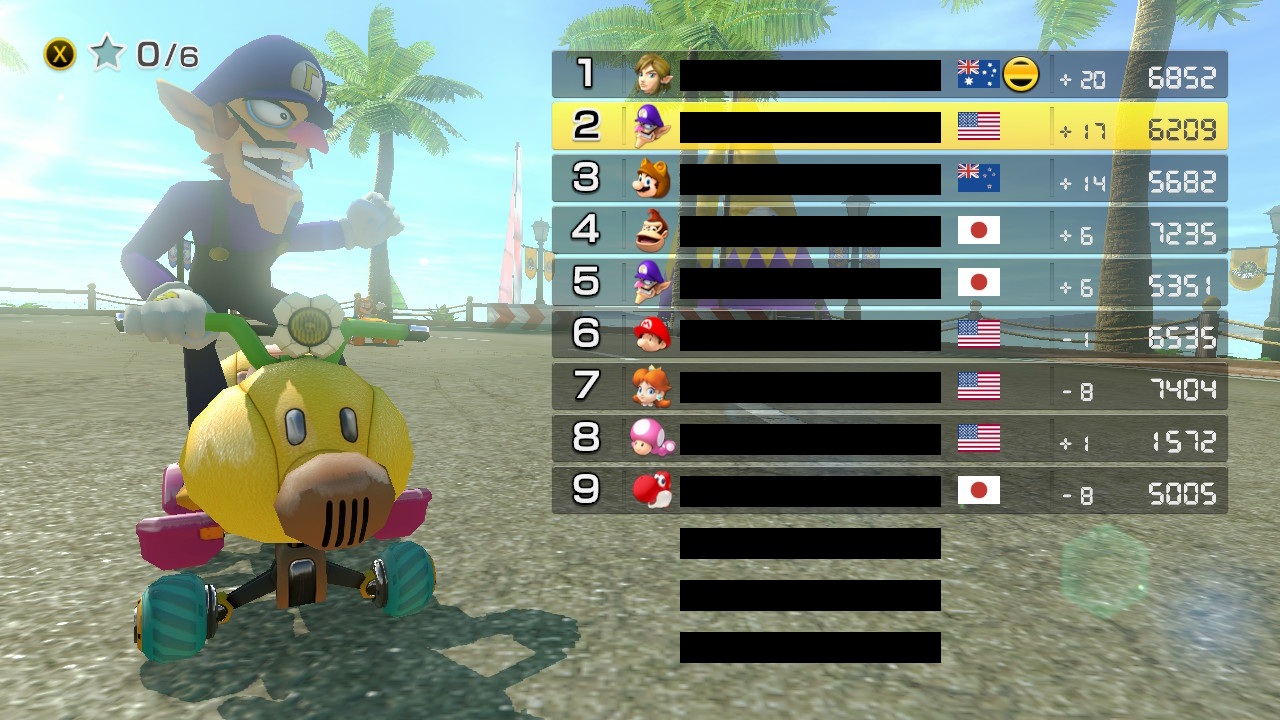 X 0/6
1 + 20 6852
2 + 17 6209
3 + 14 5682
4 + 6 7235
5 + 6 5351
6 - 1 6535
7 - 8 7404
8 + 1 1572
9 - 8 5005